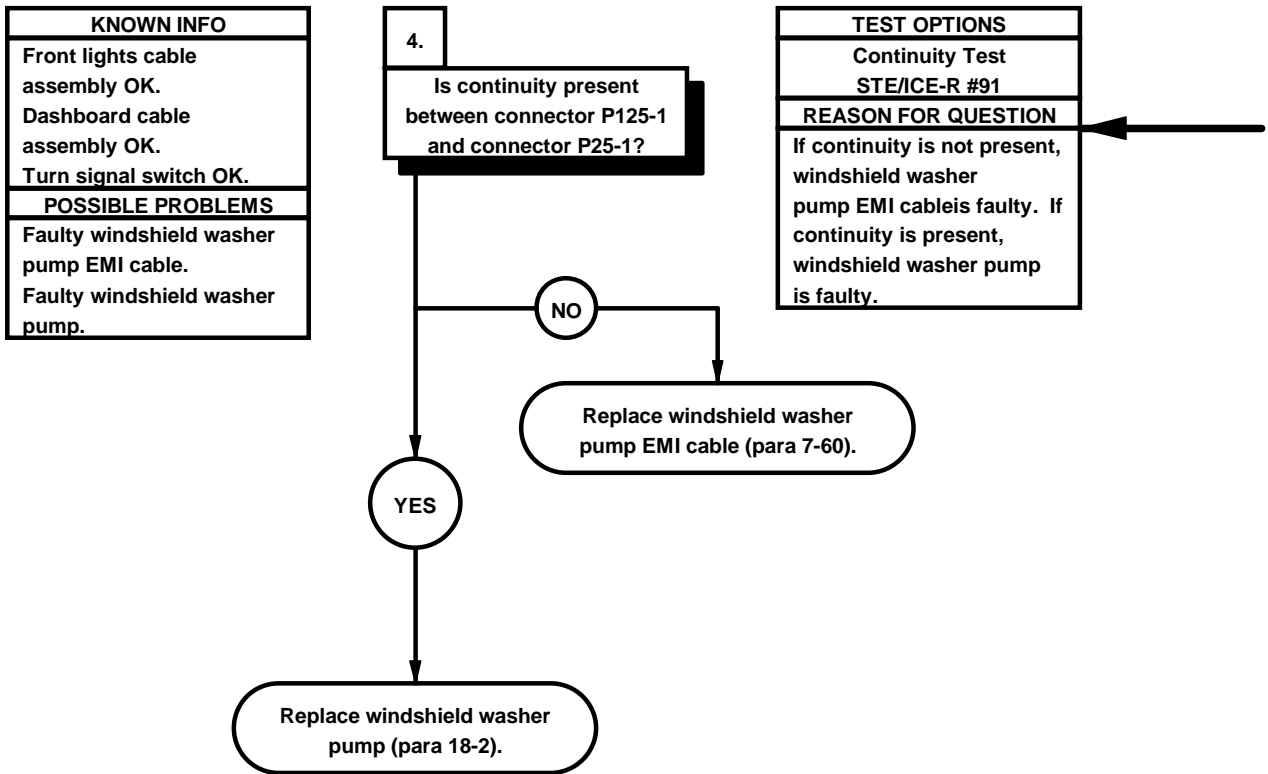 KNOWN INFO
Front lights cable
assembly OK.
Dashboard cable
assembly OK.
Turn signal switch OK.
POSSIBLE PROBLEMS
Faulty windshield washer
pump EMI cable.
Faulty windshield washer
pump.
4.
Is continuity present
between connector P125-1
and connector P25-1?
TEST OPTIONS
Continuity Test
STE/ICE-R #91
REASON FOR QUESTION
If continuity is not present,
windshield washer
pump EMI cableis faulty.  If
continuity is present,
windshield washer pump
is faulty.
NO
Replace windshield washer
pump EMI cable (para 7-60).
YES
Replace windshield washer
pump (para 18-2).